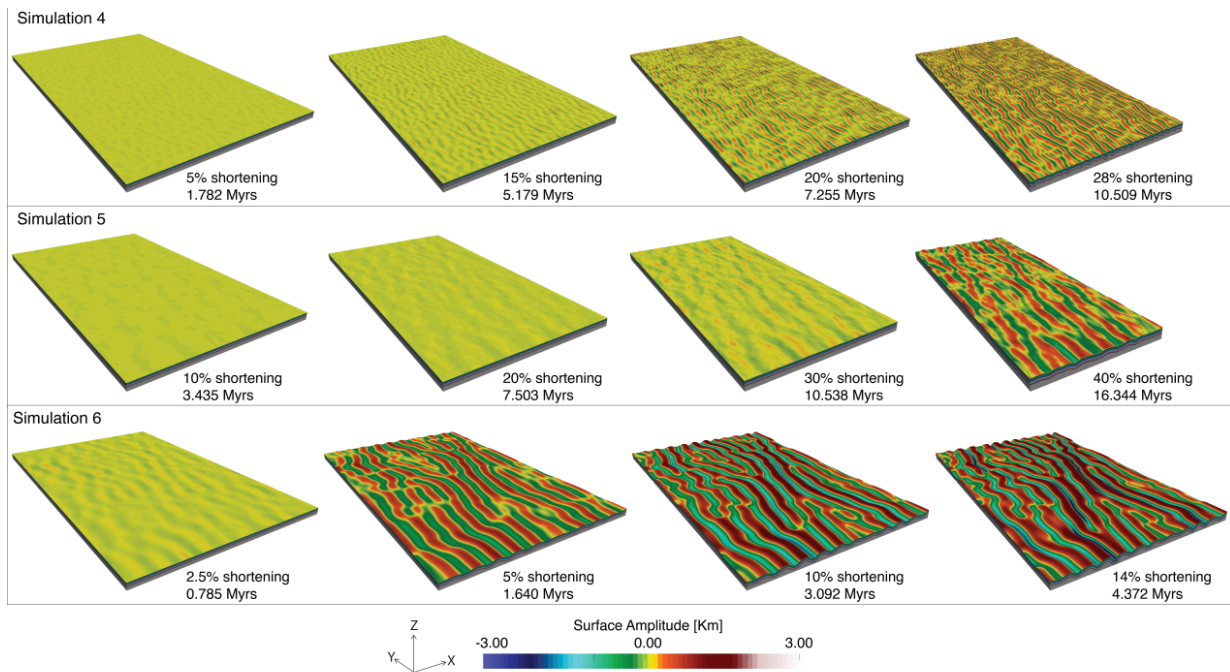 Simulation 4
5% shortening
1.782 Myrs
15% shortening
5.179 Myrs
20% shortening
7.255 Myrs
28% shortening
10.509 Myrs
Simulation 5
10% shortening
3.435 Myrs
20% shortening
7.503 Myrs
30% shortening
10.538 Myrs
40% shortening
16.344 Myrs
Simulation 6
2.5% shortening
0.785 Myrs
5% shortening
1.640 Myrs
10% shortening
3.092 Myrs
14% shortening
4.372 Myrs
Z
Y
X
Surface Amplitude [Km]
-3.00 0.00 3.00